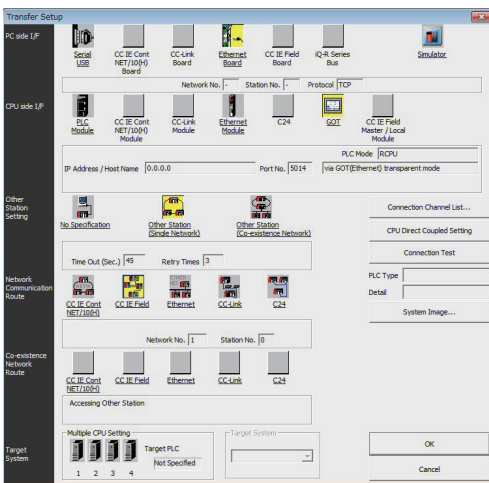 Transfer Setup
PC side I/F
Serial USB
CC IE Cont NET/10(H) Board
CC-Link Board
Ethernet Board
CC IE Field Board
iQ-R Series Bus
Simulator
Network No. - Station No. - Protocol TCP
CPU side I/F
PLC Module
CC IE Cont NET/10(H) Module
CC-Link Module
Ethernet Module
C24
GOT
CC IE Field Master / Local Module
PLC Mode RCPU
IP Address / Host Name 0.0.0.0 Port No. 5014 via GOT(Ethernet) transparent mode
Other Station Setting
No Specification
Other Station (Single Network)
Other Station (Co-existence Network)
Time Out (Sec.) 45 Retry Times 3
Connection Channel List...
CPU Direct Coupled Setting
Connection Test
PLC Type
Detail
System Image...
Network Communication Route
CC IE Cont NET/10(H)
CC IE Field
Ethernet
CC-Link
C24
Network No. 1 Station No. 0
Co-existence Network Route
CC IE Cont NET/10(H)
CC IE Field
Ethernet
CC-Link
C24
Accessing Other Station
Target System
Multiple CPU Setting
1 2 3 4
Target PLC
Not Specified
Target System
OK
Cancel